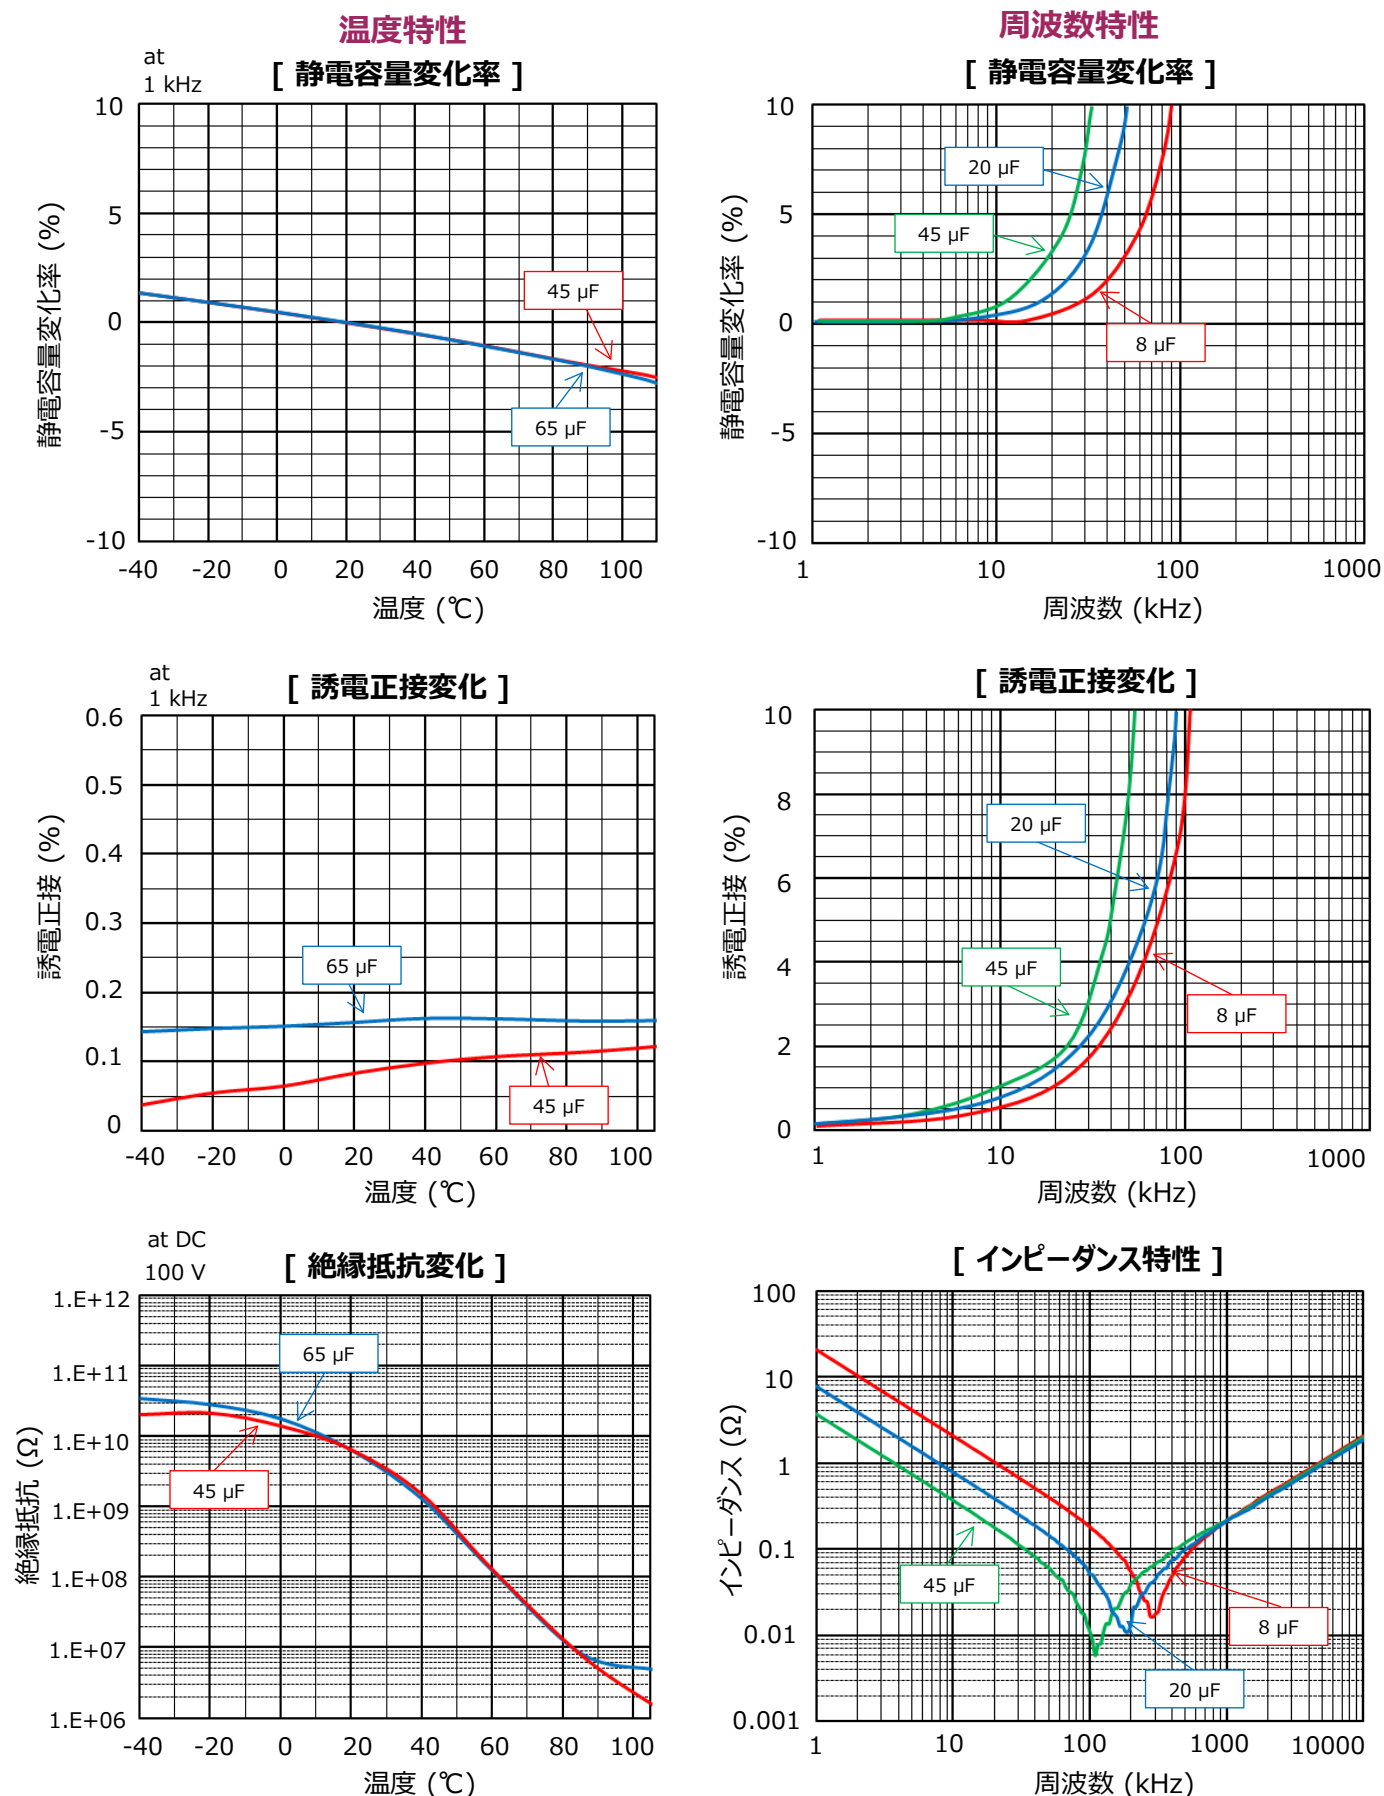 温度特性
at
1 kHz
[ 静電容量変化率 ]
10
5
0
-5
-10
静電容量変化率 (%)
45 μF
65 μF
-40 -20 0 20 40 60 80 100
温度 (℃)
周波数特性
[ 静電容量変化率 ]
10
5
0
-5
-10
静電容量変化率 (%)
20 μF
45 μF
8 μF
1 10 100 1000
周波数 (kHz)
at
1 kHz
[ 誘電正接変化 ]
0.6
0.5
0.4
0.3
0.2
0.1
0
誘電正接 (%)
65 μF
45 μF
-40 -20 0 20 40 60 80 100
温度 (℃)
[ 誘電正接変化 ]
10
8
6
4
2
0
誘電正接 (%)
20 μF
45 μF
8 μF
1 10 100 1000
周波数 (kHz)
at DC
100 V
[ 絶縁抵抗変化 ]
1.E+12
1.E+11
1.E+10
1.E+09
1.E+08
1.E+07
1.E+06
絶縁抵抗 (Ω)
65 μF
45 μF
-40 -20 0 20 40 60 80 100
温度 (℃)
[ インピーダンス特性 ]
100
10
1
0.1
0.01
0.001
インピーダンス (Ω)
45 μF
8 μF
20 μF
1 10 100 1000 10000
周波数 (kHz)